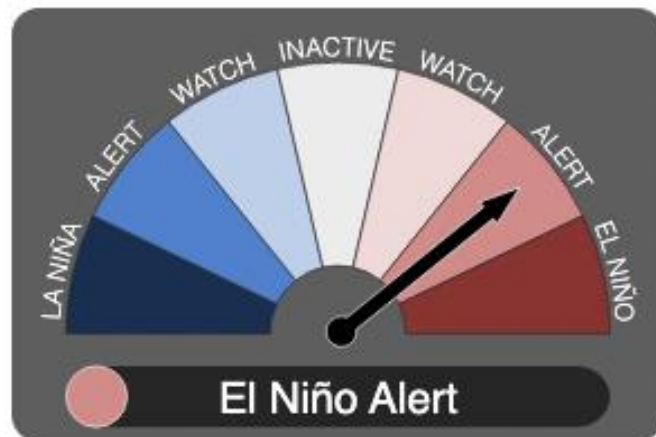 LA NIÑA
ALERT
WATCH
INACTIVE
WATCH
ALERT
EL NIÑO
El Niño Alert